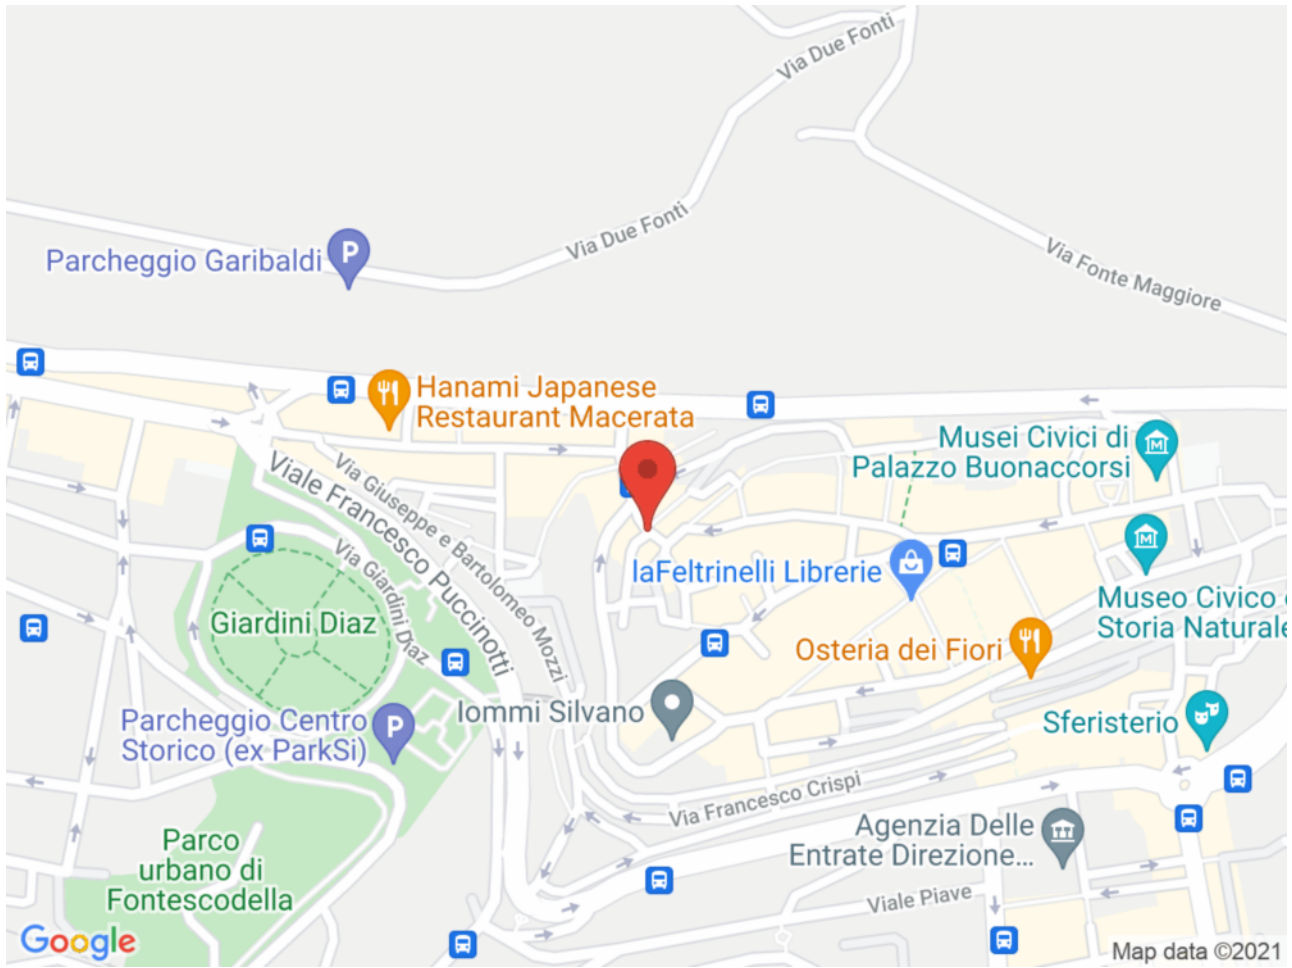 Via Due Fonti
Via Due Fonti
Parcheggio Garibaldi
P
Via Fonte Maggiore
Hanami Japanese
Restaurant Macerata
Musei Civici di
Palazzo Buonaccorsi
M
Viale Francesco Puccinotti
Via Giuseppe e Bartolomeo Mozzi
Via Giardini Diaz
M
laFeltrinelli Librerie
Museo Civico
Storia Naturale
Giardini Diaz
Osteria dei Fiori
Iommi Silvano
Parcheggio Centro
Storico (ex ParkSi)
P
Sferisterio
Via Francesco Crispi
Agenzia Delle
Entrate Direzione...
Parco
urbano di
Fontescodella
Viale Piave
Google
Map data ©2021